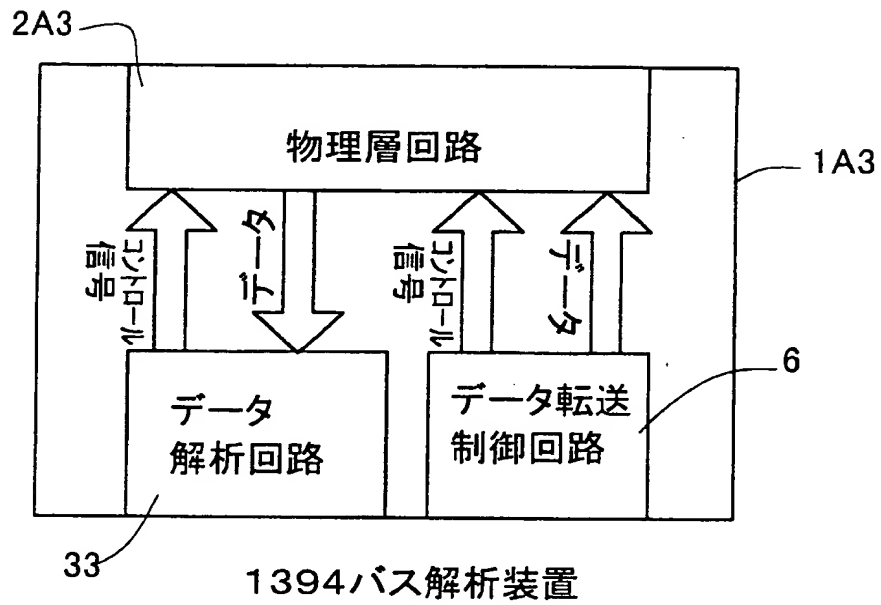 2A3
物理層回路
1A3
コントロール
信号
データ
コントロール
信号
データ
6
データ
解析回路
データ転送
制御回路
33
1394バス解析装置